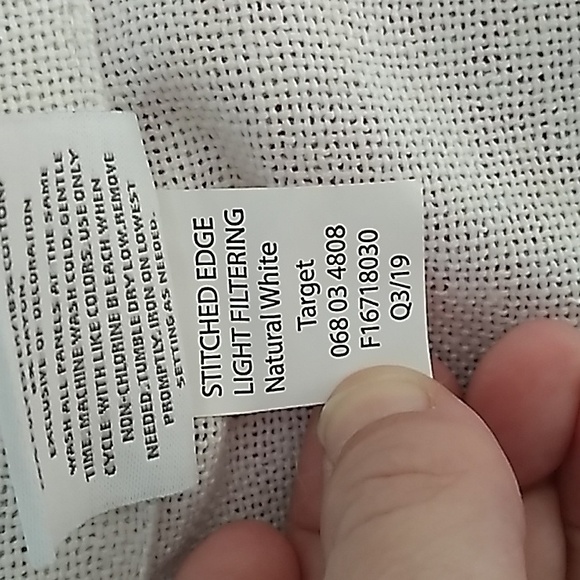 EXCLUSIVE OF DECORATION
WASH ALL PANELS AT THE SAME
TIME. MACHINE WASH COLD, GENTLE
CYCLE WITH LIKE COLORS. USE ONLY
NON-CHLORINE BLEACH WHEN
NEEDED. TUMBLE DRY LOW. REMOVE
PROMPTLY. IRON ON LOWEST
SETTING AS NEEDED.
STITCHED EDGE
LIGHT FILTERING
Natural White
Target
068 03 4808
F16718030
Q3/19